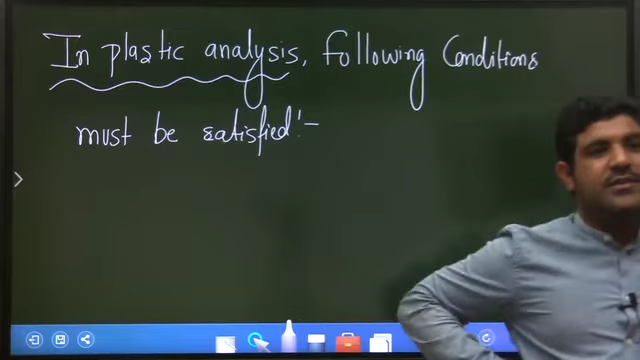 In plastic analysis, following Conditions
must be satisfied:-